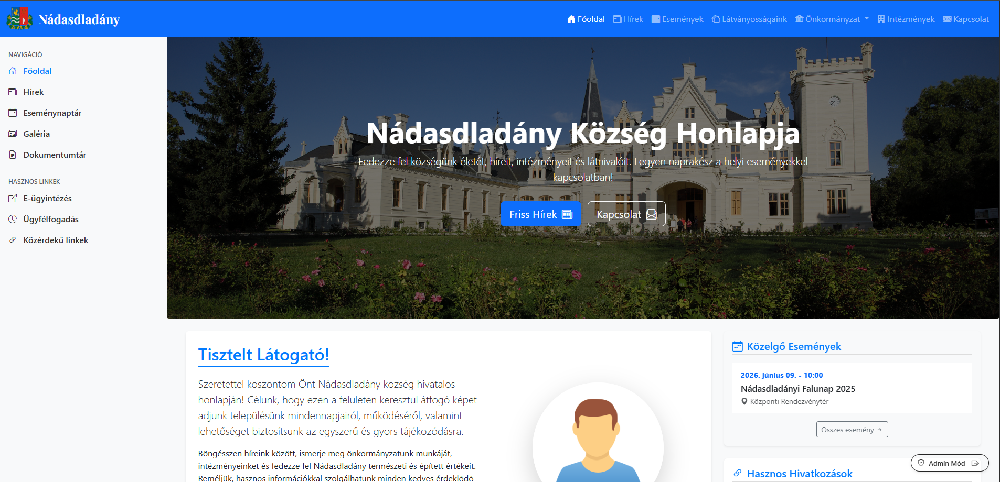 Nádasdladány
Főoldal
Hírek
Események
Látványosságaink
Önkormányzat
Intézmények
Kapcsolat
NAVIGÁCIÓ
Főoldal
Hírek
Eseménynaptár
Galéria
Dokumentumtár
HASZNOS LINKEK
E-ügyintézés
Ügyfélfogadás
Közérdekű linkek
Nádasdladány Község Honlapja
Fedezze fel községünk életét, híreit, intézményeit és látnivalóit. Legyen naprakész a helyi eseményekkel
kapcsolatban!
Friss Hírek
Kapcsolat
Tisztelt Látogató!
Szeretettel köszöntöm Önt Nádasdladány község hivatalos
honlapján! Célunk, hogy ezen a felületen keresztül átfogó képet
adjunk településünk mindennapjairól, működéséről, valamint
lehetőséget biztosítsunk az egyszerű és gyors tájékozódásra.
Böngésszen híreink között, ismerje meg önkormányzatunk munkáját,
intézményeinket és fedezze fel Nádasdladány természeti és épített értékeit.
Reméljük, hasznos információkkal szolgálhatunk minden kedves érdeklődő
Közelgő Események
2026. június 09. - 10:00
Nádasdladányi Falunap 2025
Központi Rendezvénytér
Összes esemény →
Admin Mód
Hasznos Hivatkozások